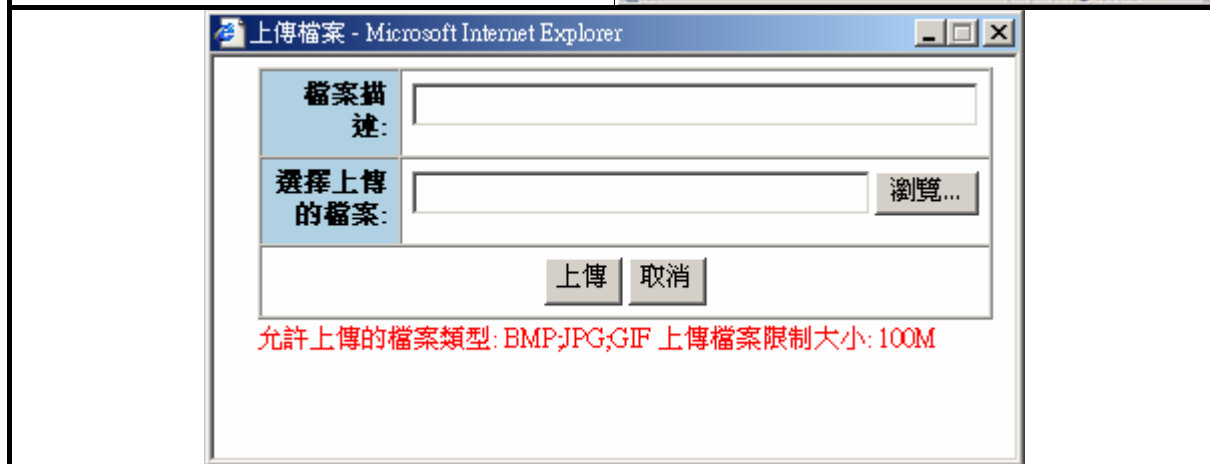 上傳檔案 - Microsoft Internet Explorer
檔案描
述:
選擇上傳
的檔案:
瀏覽...
上傳 取消
允許上傳的檔案類型: BMP;JPG;GIF 上傳檔案限制大小: 100M